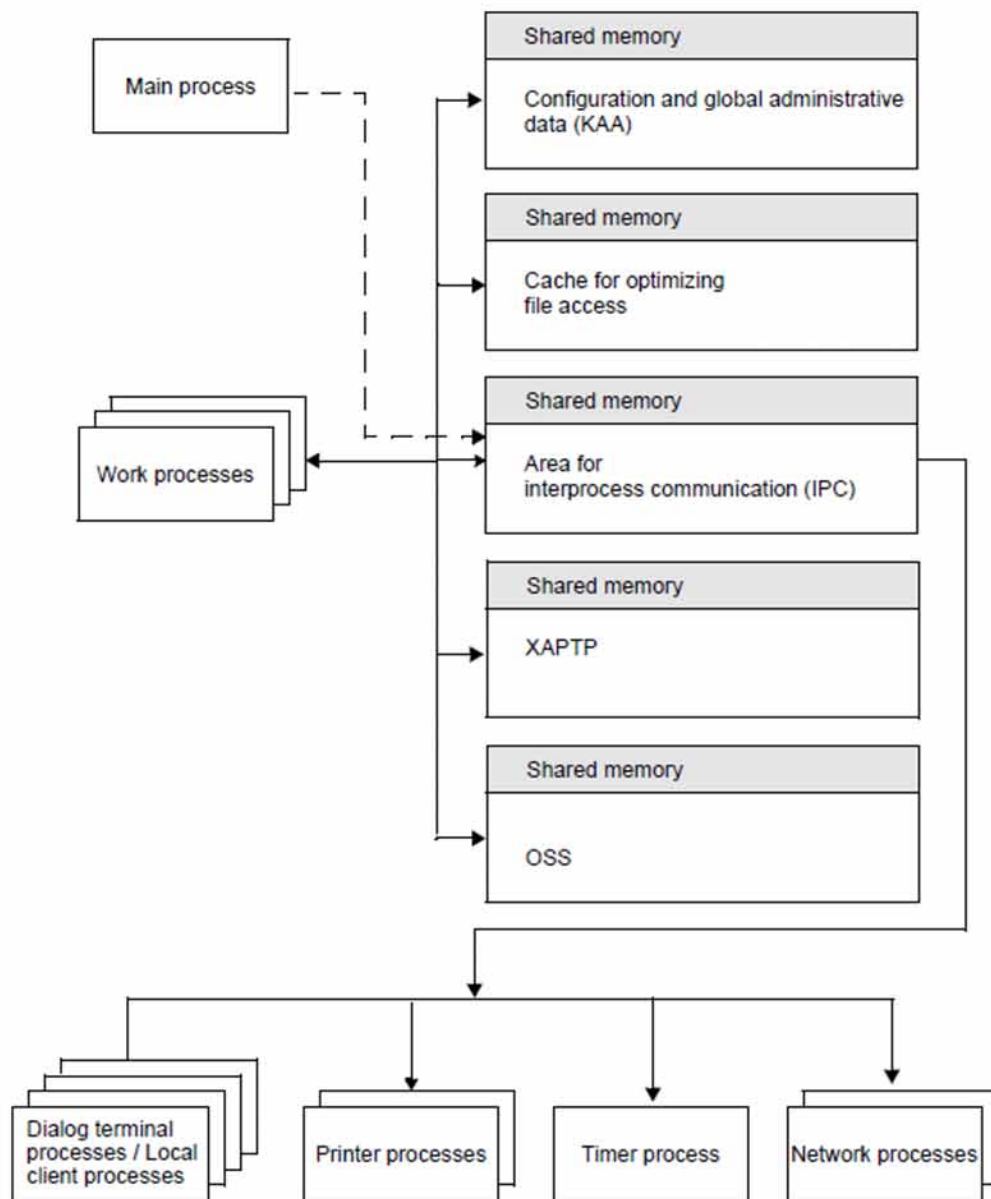 Main process
Shared memory
Configuration and global administrative
data (KAA)
Shared memory
Cache for optimizing
file access
Shared memory
Area for
interprocess communication (IPC)
Work processes
Shared memory
XAPTP
Shared memory
OSS
Dialog terminal
processes / Local
client processes
Printer processes
Timer process
Network processes